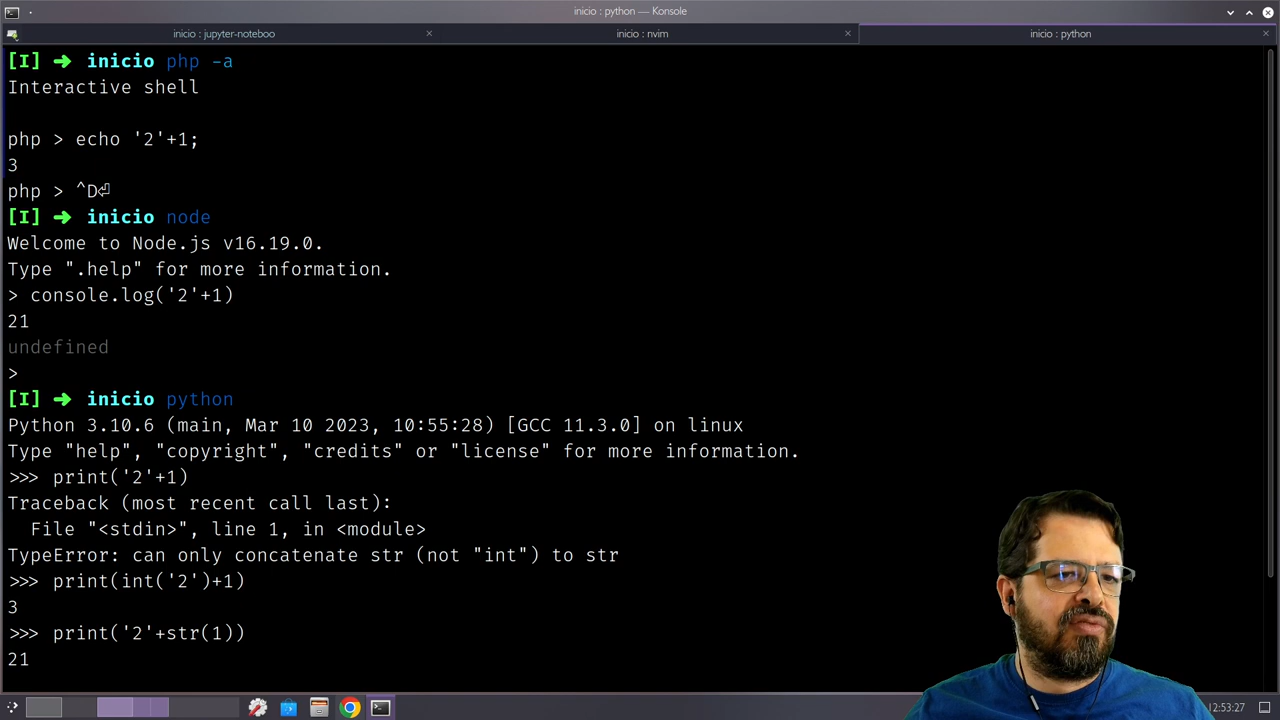 inicio : python — Konsole
inicio : jupyter-noteboo
inicio : nvim
inicio : python
[I] ➜ inicio php -a
Interactive shell
php > echo '2'+1;
3
php > ^D⏎
[I] ➜ inicio node
Welcome to Node.js v16.19.0.
Type ".help" for more information.
> console.log('2'+1)
21
undefined
>
[I] ➜ inicio python
Python 3.10.6 (main, Mar 10 2023, 10:55:28) [GCC 11.3.0] on linux
Type "help", "copyright", "credits" or "license" for more information.
>>> print('2'+1)
Traceback (most recent call last):
  File "<stdin>", line 1, in <module>
TypeError: can only concatenate str (not "int") to str
>>> print(int('2')+1)
3
>>> print('2'+str(1))
21
12:53:27